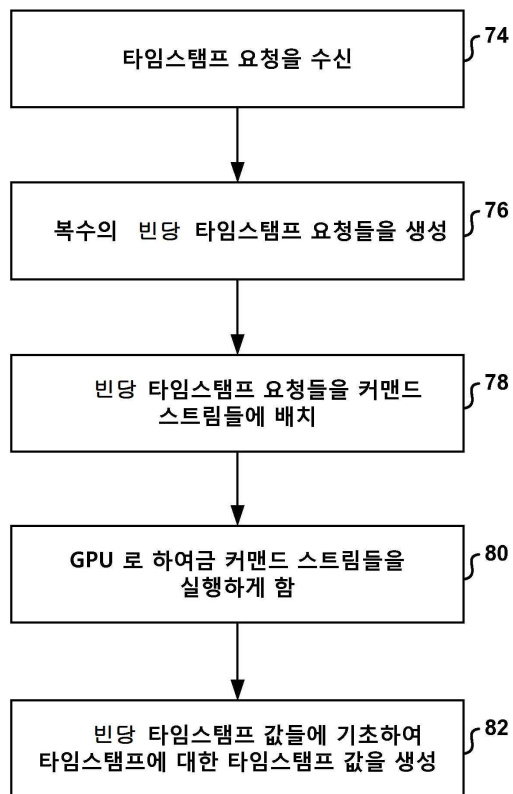 타임스탬프 요청을 수신
74
복수의 빈당 타임스탬프 요청들을 생성
76
빈당 타임스탬프 요청들을 커맨드
스트림들에 배치
78
GPU 로 하여금 커맨드 스트림들을
실행하게 함
80
빈당 타임스탬프 값들에 기초하여
타임스탬프에 대한 타임스탬프 값을 생성
82